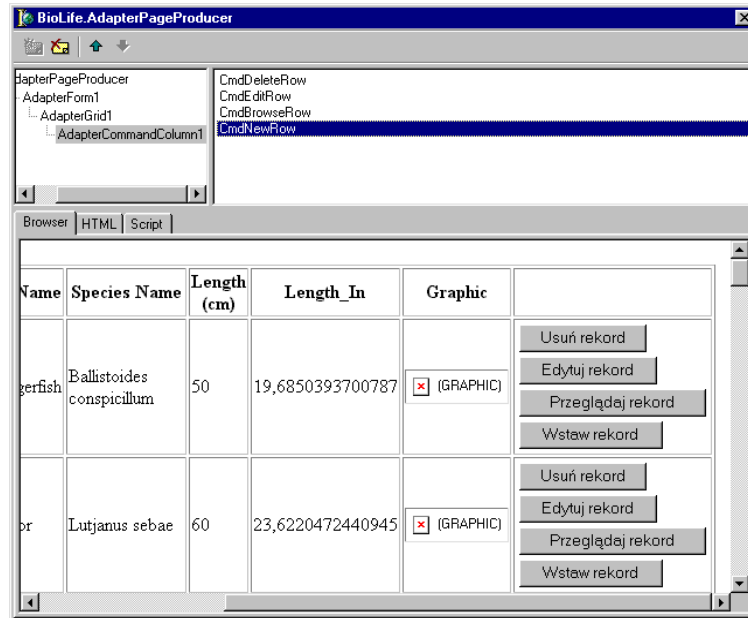 BioLife.AdapterPageProducer
dapterPageProducer
AdapterForm1
AdapterGrid1
AdapterCommandColumn1
CmdDeleteRow
CmdEditRow
CmdBrowseRow
CmdNewRow
Browser HTML Script
Name Species Name Length (cm) Length_In Graphic
gerfish Ballistoides conspicillum 50 19,6850393700787 (GRAPHIC)
Usuń rekord
Edytuj rekord
Przeglądaj rekord
Wstaw rekord
or Lutjanus sebae 60 23,6220472440945 (GRAPHIC)
Usuń rekord
Edytuj rekord
Przeglądaj rekord
Wstaw rekord